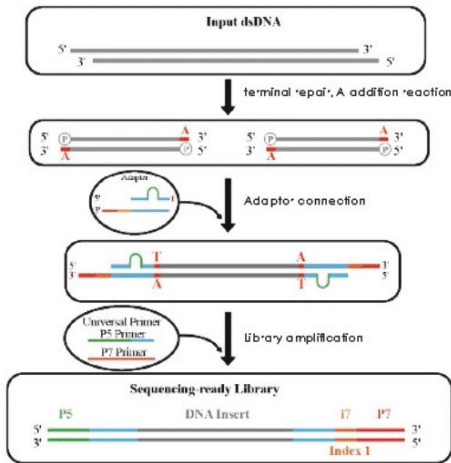 Input dsDNA
5' 3'
3' 5'
terminal repair, A addition reaction
5' P A 3' 5' P A 3'
3' A P 5' 3' A P 5'
Adaptor
5' T
3'
Adaptor connection
T A
5' 3'
3' 5'
A T
Universal Primer
P5 Primer
P7 Primer
Library amplification
Sequencing-ready Library
P5 DNA Insert i7 P7
5' 3'
3' 5'
Index 1